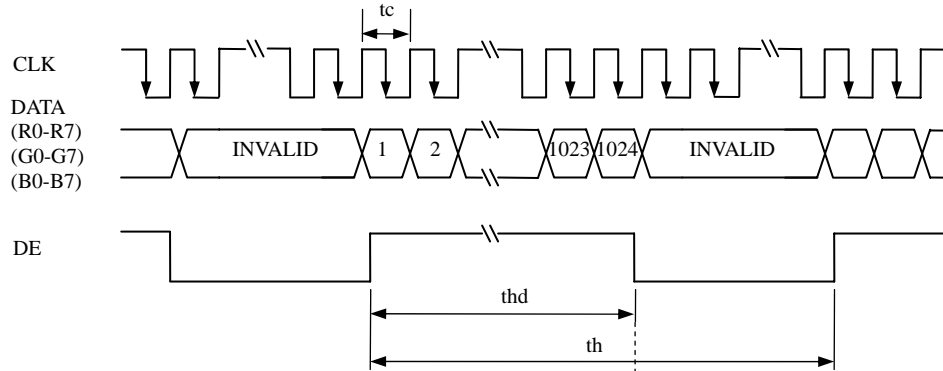 tc
CLK
DATA
(R0-R7)
(G0-G7)
(B0-B7)
INVALID 1 2 1023 1024 INVALID
DE
thd
th